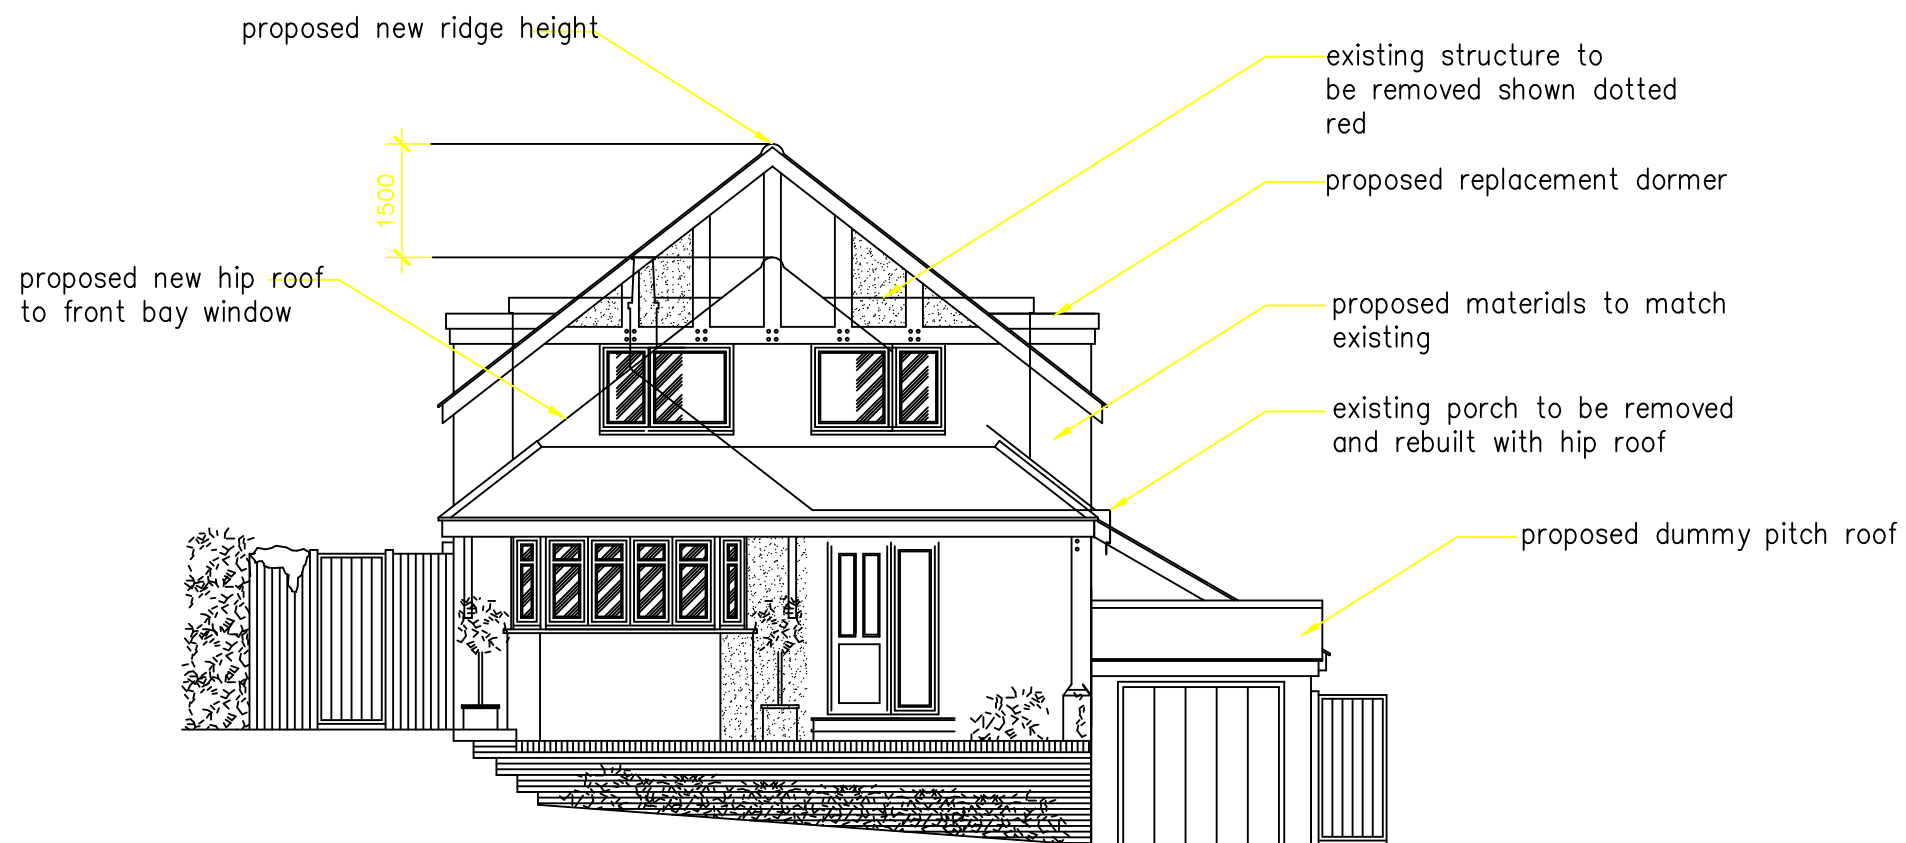 proposed new ridge height
existing structure to
be removed shown dotted
red
proposed replacement dormer
1500
proposed new hip roof
to front bay window
proposed materials to match
existing
existing porch to be removed
and rebuilt with hip roof
proposed dummy pitch roof